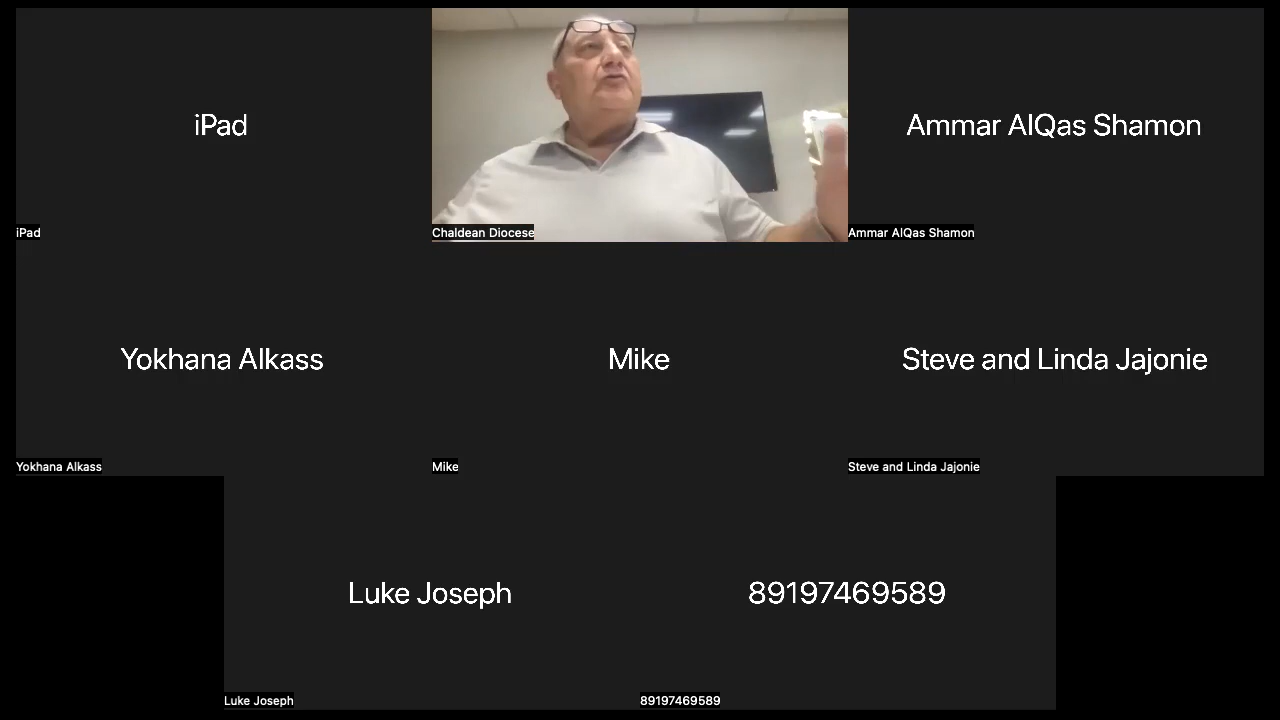 iPad
Ammar AlQas Shamon
iPad
Chaldean Diocese
Ammar AlQas Shamon
Yokhana Alkass
Mike
Steve and Linda Jajonie
Yokhana Alkass
Mike
Steve and Linda Jajonie
Luke Joseph
89197469589
Luke Joseph
89197469589